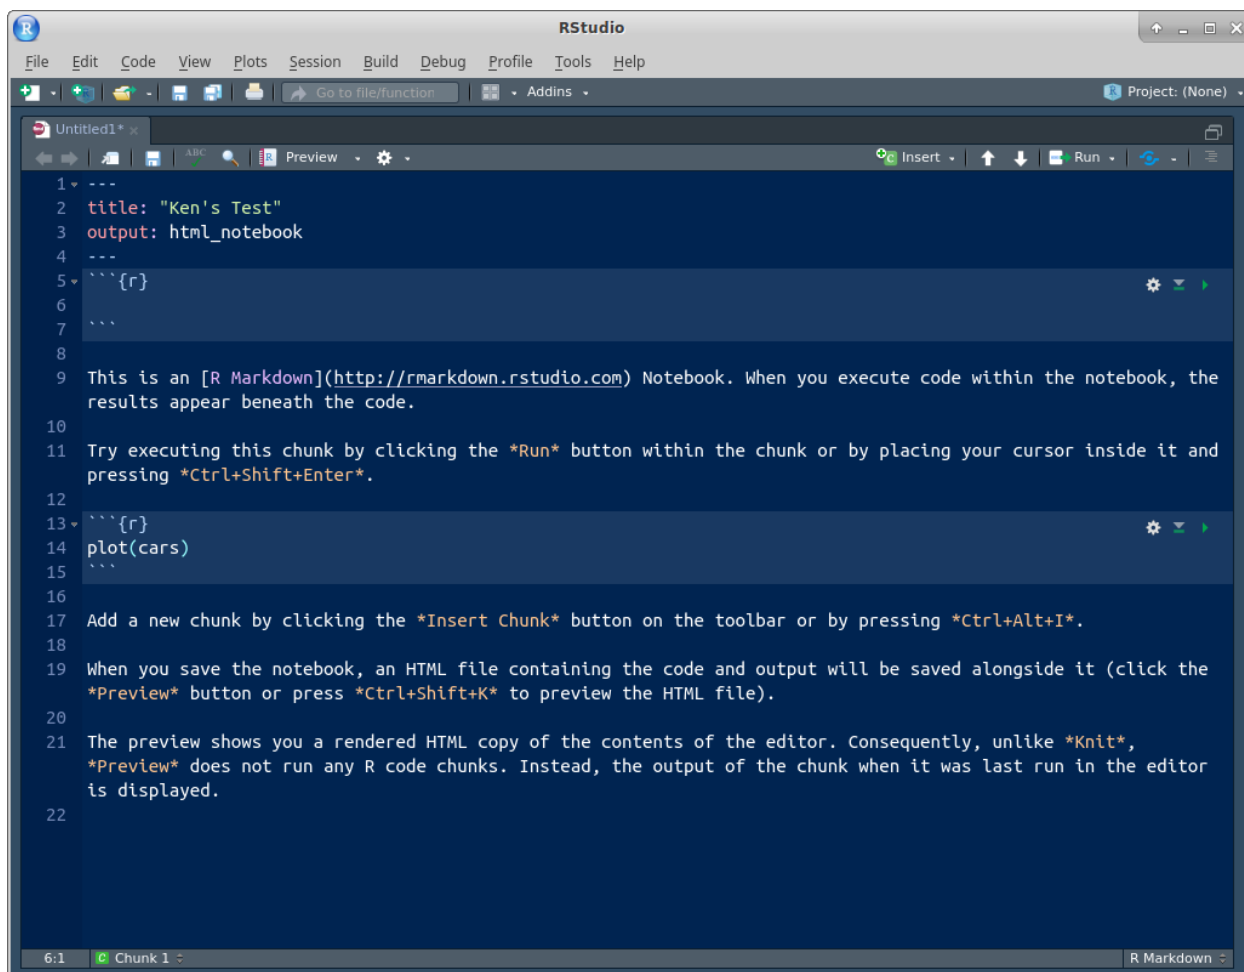 RStudio
File Edit Code View Plots Session Build Debug Profile Tools Help
Go to file/function Addins Project: (None)
Untitled1*
ABC Preview Insert Run
1 ---
2 title: "Ken's Test"
3 output: html_notebook
4 ---
5 ```{r}
6
7 ```
8
9 This is an [R Markdown](http://rmarkdown.rstudio.com) Notebook. When you execute code within the notebook, the
results appear beneath the code.
10
11 Try executing this chunk by clicking the *Run* button within the chunk or by placing your cursor inside it and
pressing *Ctrl+Shift+Enter*.
12
13 ```{r}
14 plot(cars)
15 ```
16
17 Add a new chunk by clicking the *Insert Chunk* button on the toolbar or by pressing *Ctrl+Alt+I*.
18
19 When you save the notebook, an HTML file containing the code and output will be saved alongside it (click the
*Preview* button or press *Ctrl+Shift+K* to preview the HTML file).
20
21 The preview shows you a rendered HTML copy of the contents of the editor. Consequently, unlike *Knit*,
*Preview* does not run any R code chunks. Instead, the output of the chunk when it was last run in the editor
is displayed.
22
6:1 C Chunk 1 R Markdown